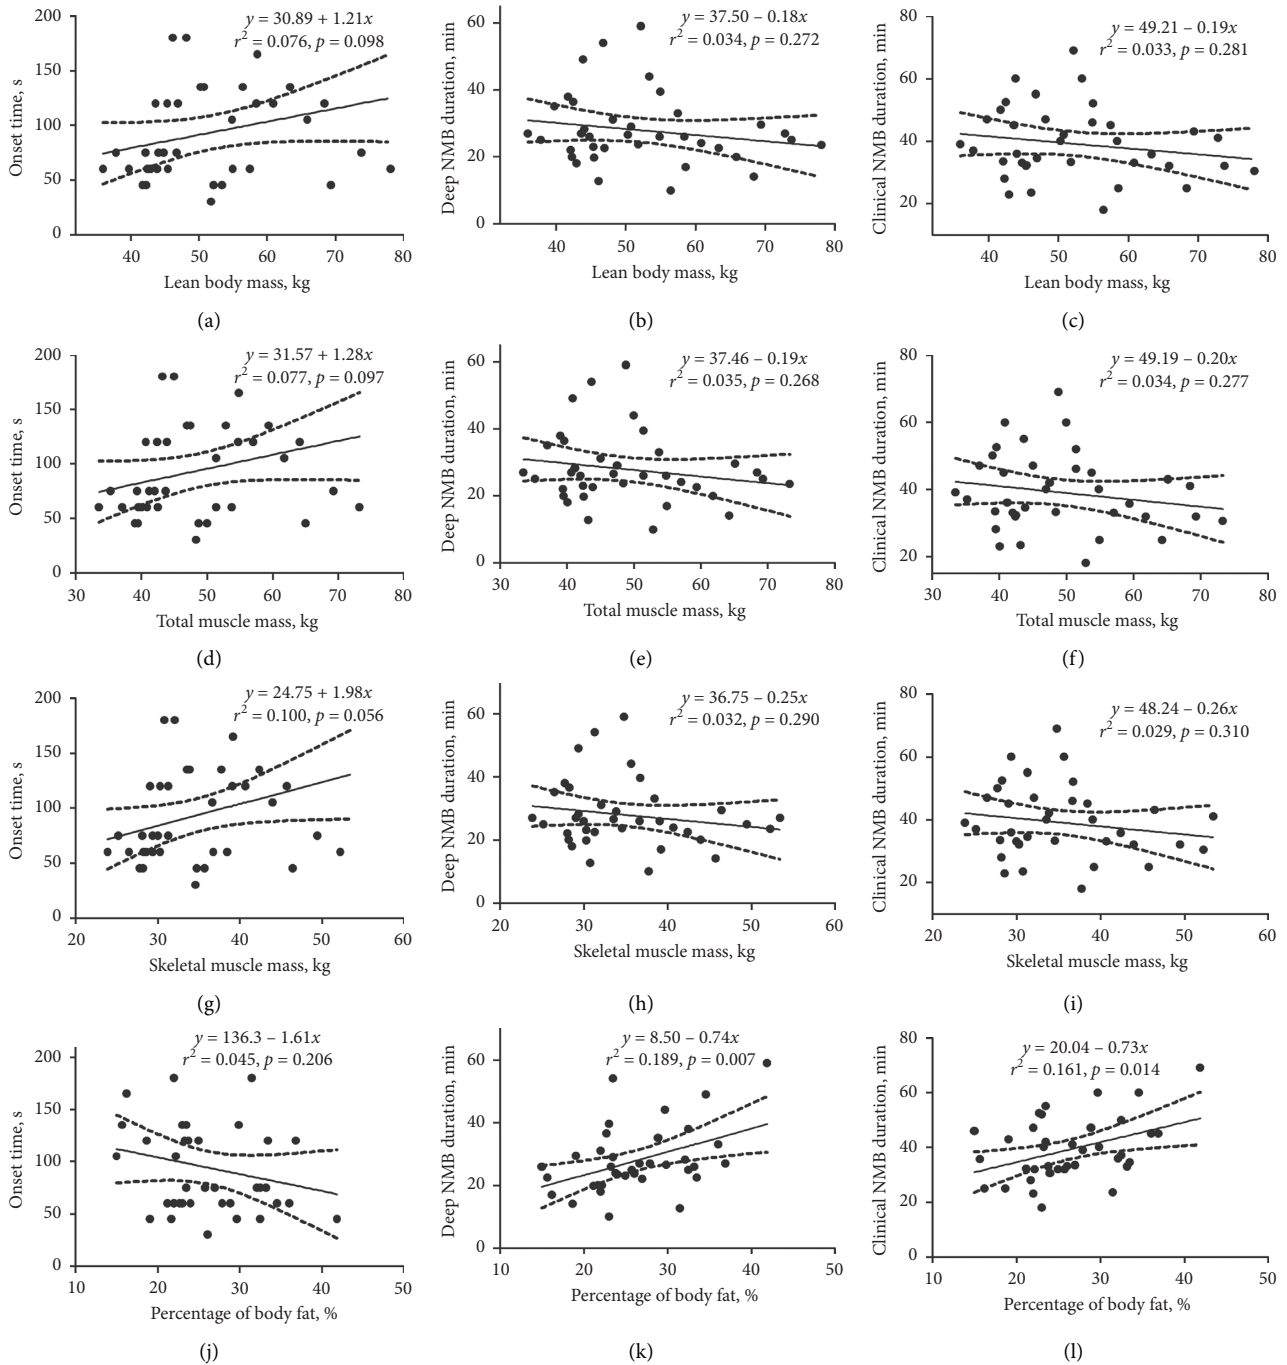 y = 30.89 + 1.21x
r2 = 0.076, p = 0.098
Onset time, s
200
150
100
50
0
40
50
60
70
80
Lean body mass, kg
(a)
y = 37.50 – 0.18x
r2 = 0.034, p = 0.272
Deep NMB duration, min
60
40
20
0
40
50
60
70
80
Lean body mass, kg
(b)
y = 49.21 – 0.19x
r2 = 0.033, p = 0.281
Clinical NMB duration, min
80
60
40
20
40
50
60
70
80
Lean body mass, kg
(c)
y = 31.57 + 1.28x
r2 = 0.077, p = 0.097
Onset time, s
200
150
100
50
0
30
40
50
60
70
80
Total muscle mass, kg
(d)
y = 37.46 – 0.19x
r2 = 0.035, p = 0.268
Deep NMB duration, min
60
40
20
0
30
40
50
60
70
80
Total muscle mass, kg
(e)
y = 49.19 – 0.20x
r2 = 0.034, p = 0.277
Clinical NMB duration, min
80
60
40
20
30
40
50
60
70
80
Total muscle mass, kg
(f)
y = 24.75 + 1.98x
r2 = 0.100, p = 0.056
Onset time, s
200
150
100
50
0
20
30
40
50
60
Skeletal muscle mass, kg
(g)
y = 36.75 – 0.25x
r2 = 0.032, p = 0.290
Deep NMB duration, min
60
40
20
0
20
30
40
50
60
Skeletal muscle mass, kg
(h)
y = 48.24 – 0.26x
r2 = 0.029, p = 0.310
Clinical NMB duration, min
80
60
40
20
20
30
40
50
60
Skeletal muscle mass, kg
(i)
y = 136.3 – 1.61x
r2 = 0.045, p = 0.206
Onset time, s
200
150
100
50
0
10
20
30
40
50
Percentage of body fat, %
(j)
y = 8.50 – 0.74x
r2 = 0.189, p = 0.007
Deep NMB duration, min
60
40
20
0
10
20
30
40
50
Percentage of body fat, %
(k)
y = 20.04 – 0.73x
r2 = 0.161, p = 0.014
Clinical NMB duration, min
80
60
40
20
0
10
20
30
40
50
Percentage of body fat, %
(l)